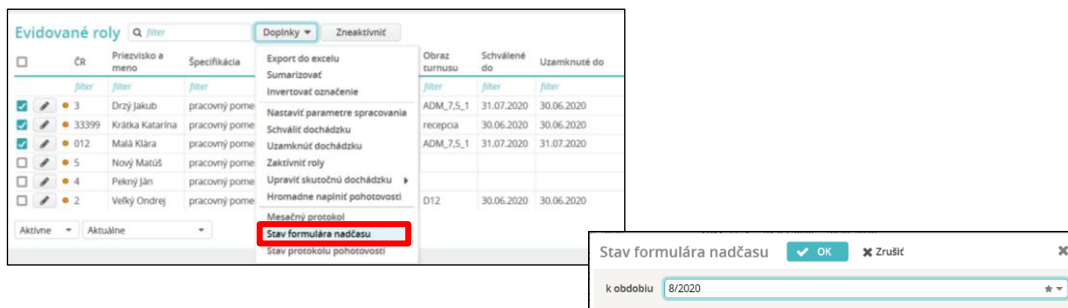 Evidované roly filter Doplnky Zneaktívniť
ČR Priezvisko a meno Špecifikácia Obraz turnusu Schválené do Uzamknuté do
filter filter filter filter filter filter
3 Drzý Jakub pracovný pome ADM_7,5_1 31.07.2020 30.06.2020
33399 Krátka Katarína pracovný pome recepcia 30.06.2020 30.06.2020
012 Malá Klára pracovný pome ADM_7,5_1 31.07.2020 31.07.2020
5 Nový Matúš pracovný pome
4 Pekný Ján pracovný pome
2 Veľký Ondrej pracovný pome D12 30.06.2020 30.06.2020
Aktívne Aktuálne
Export do excelu
Sumarizovať
Invertovať označenie
Nastaviť parametre spracovania
Schváliť dochádzku
Uzamknúť dochádzku
Zaktívniť roly
Upraviť skutočnú dochádzku
Hromadne naplniť pohotovosti
Mesačný protokol
Stav formulára nadčasu
Stav protokolu pohotovosti
Stav formulára nadčasu OK Zrušiť
k obdobiu 8/2020